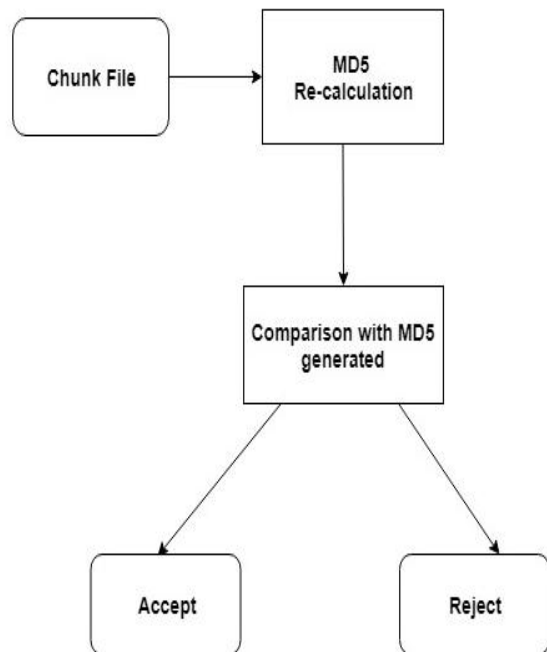 Chunk File
MD5
Re-calculation
Comparison with MD5
generated
Accept
Reject